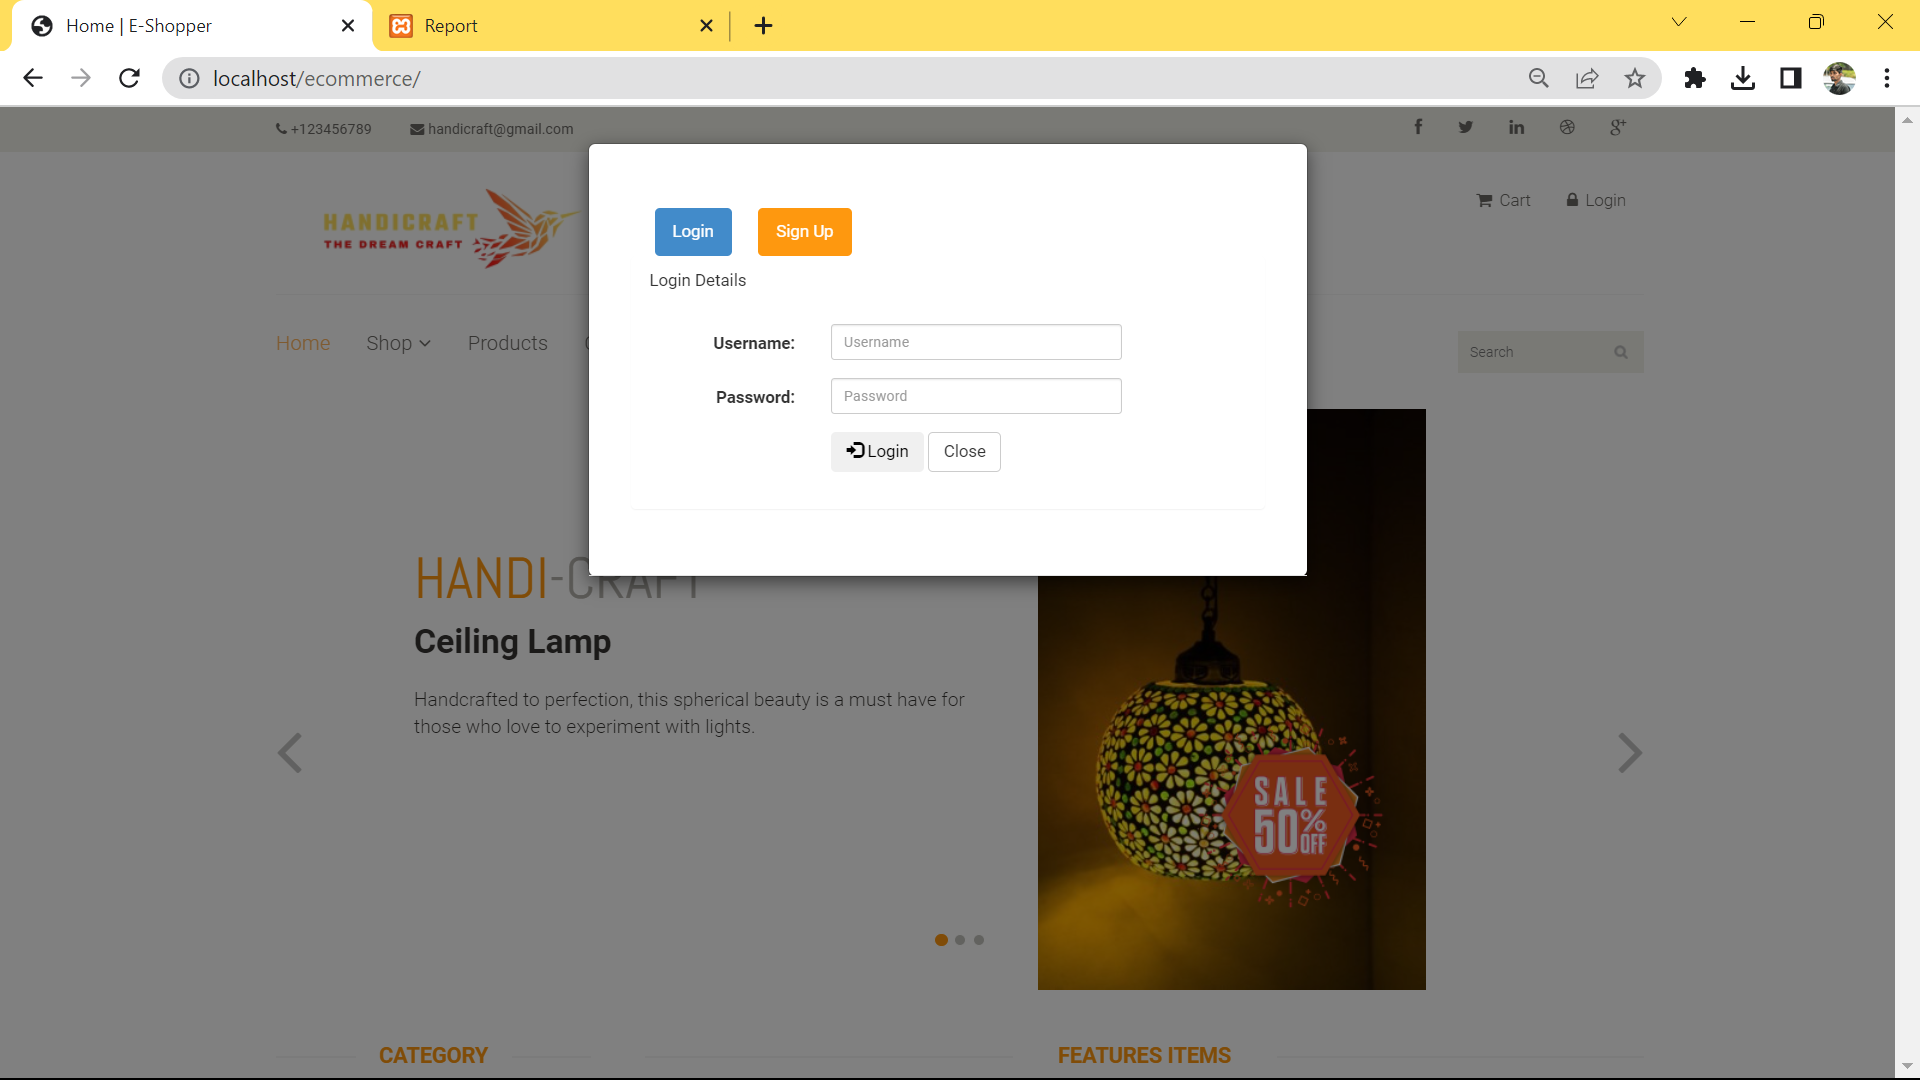 Home | E-Shopper
Report
localhost/ecommerce/
+123456789
handicraft@gmail.com
HANDICRAFT
THE DREAM CRAFT
Cart
Login
Login
Sign Up
Login Details
Home
Shop
Products
Username:
Username
Search
Password:
Password
Login
Close
HANDI-CRAFT
Ceiling Lamp
Handcrafted to perfection, this spherical beauty is a must have for
those who love to experiment with lights.
SALE
50%
OFF
CATEGORY
FEATURES ITEMS